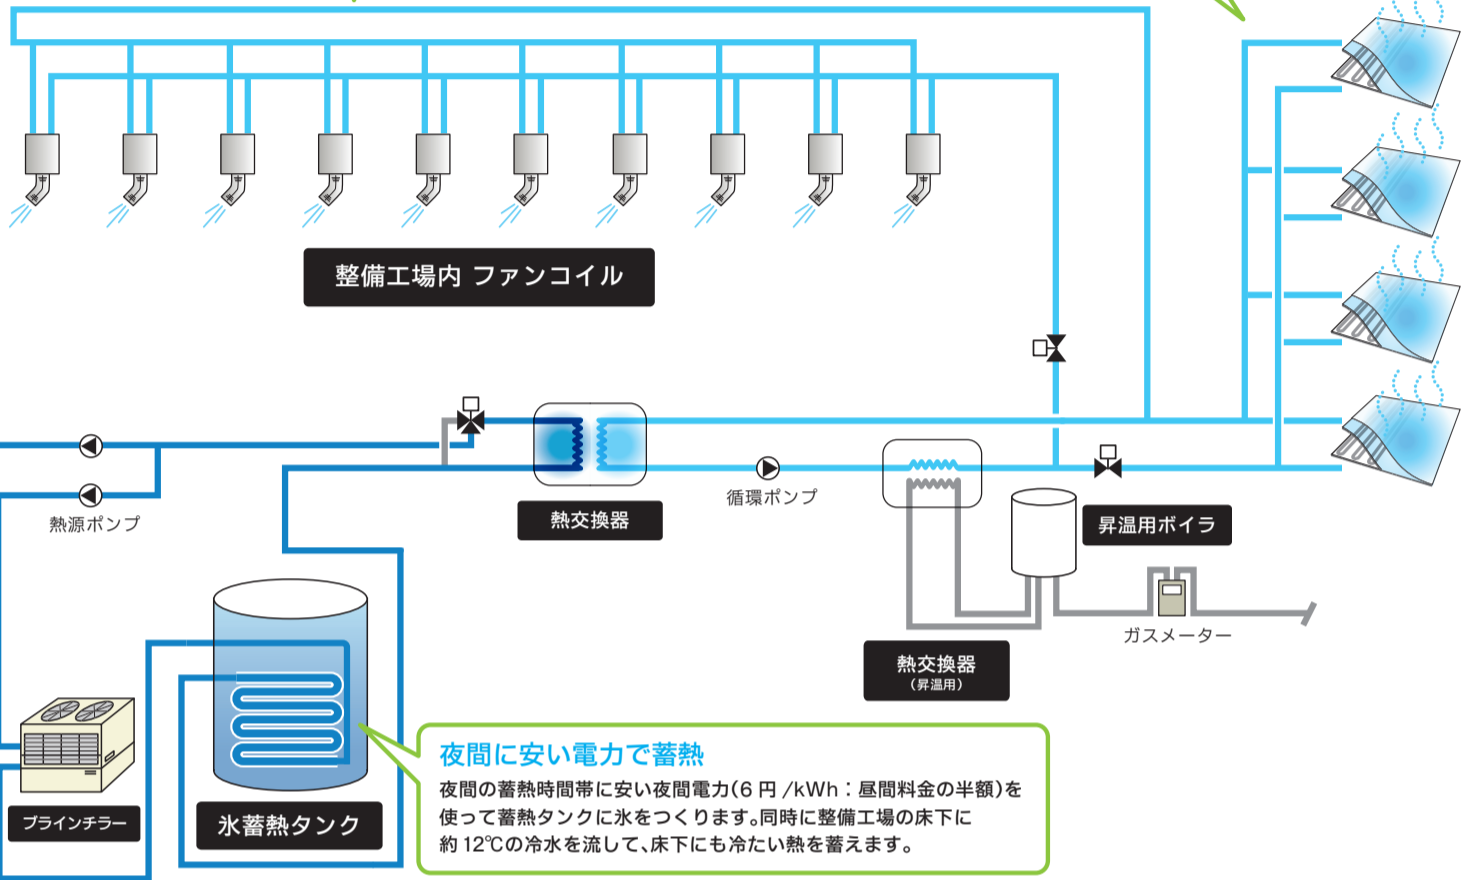 整備工場内 ファンコイル
熱源ポンプ
熱交換器
循環ポンプ
昇温用ボイラ
ガスメーター
熱交換器
(昇温用)
ブラインチラー
氷蓄熱タンク
夜間に安い電力で蓄熱
夜間の蓄熱時間帯に安い夜間電力(6 円 /kWh：昼間料金の半額)を
使って蓄熱タンクに氷をつくります。同時に整備工場の床下に
約 12℃の冷水を流して、床下にも冷たい熱を蓄えます。